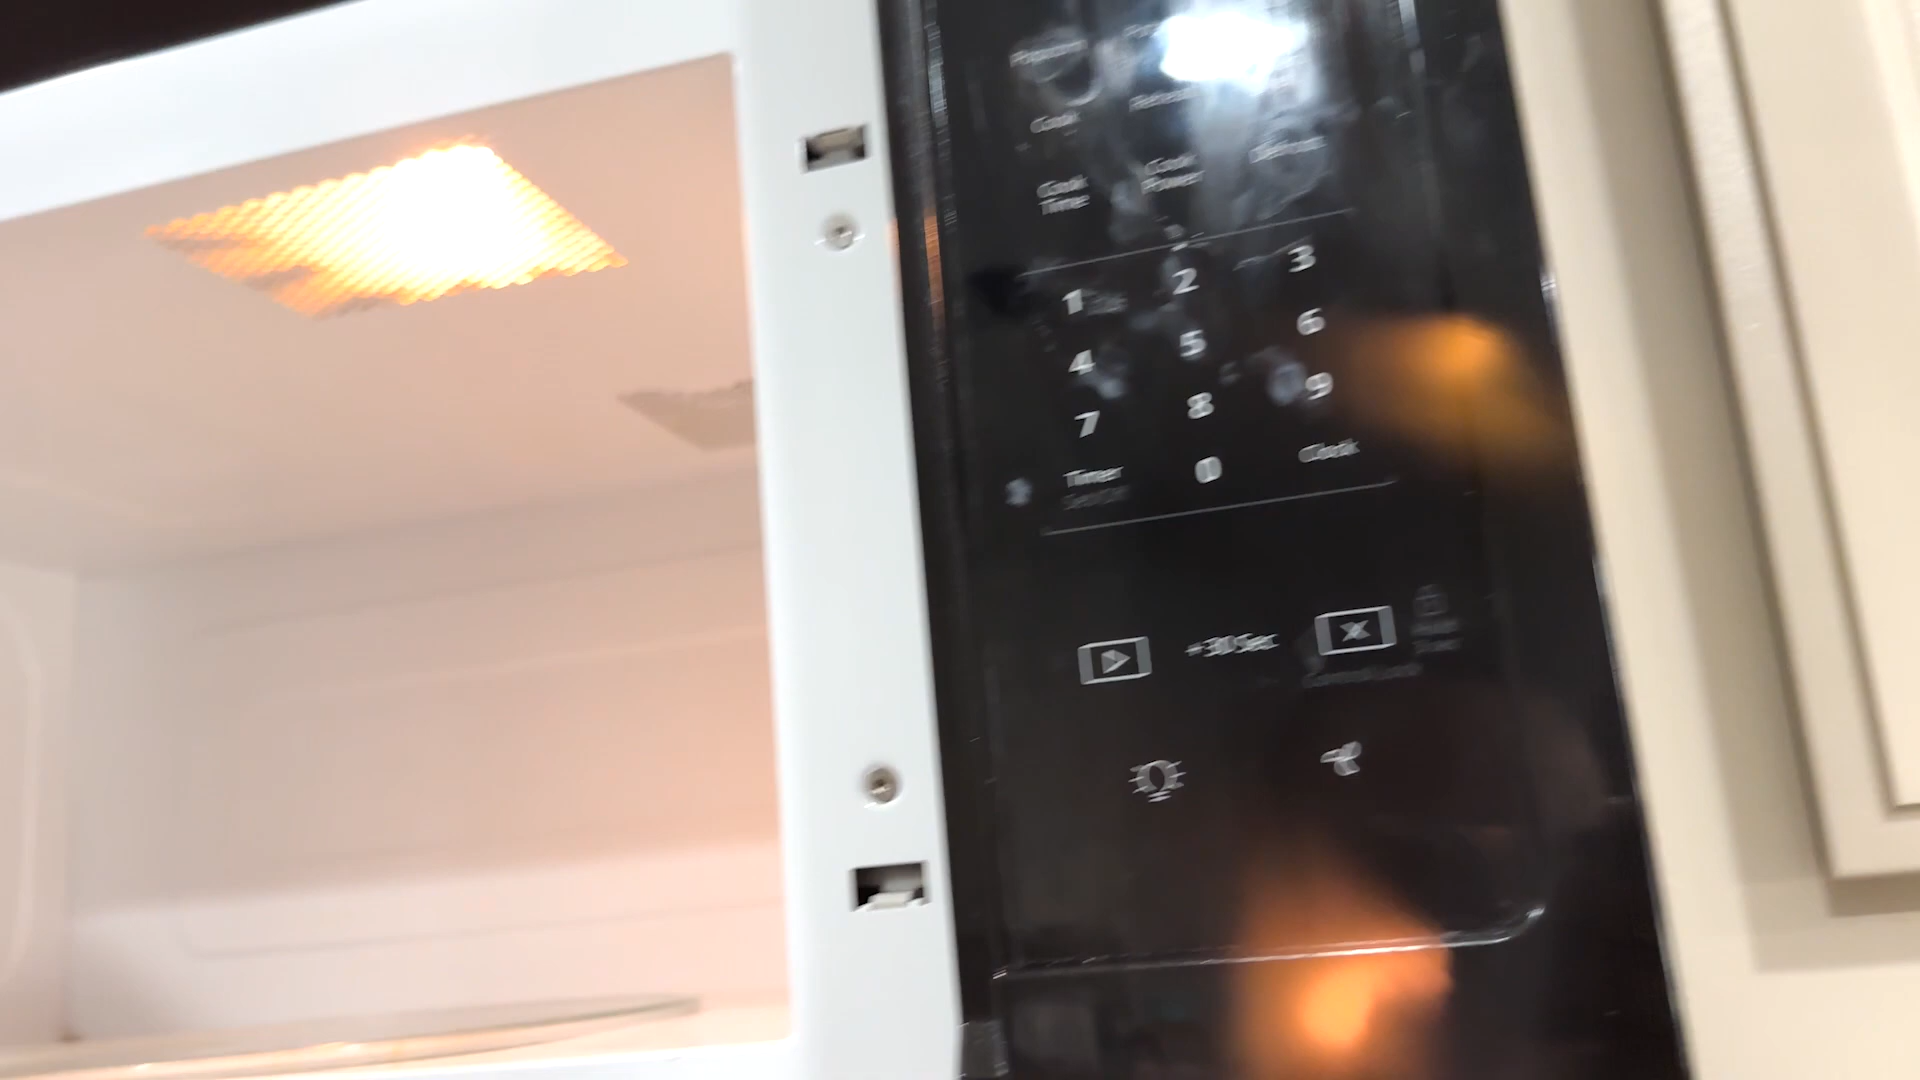 Popcorn
Reheat
Cook
Defrost
Cook
Time
Cook
Power
1 2 3
4 5 6
7 8 9
Timer 0 Clock
+30Sec